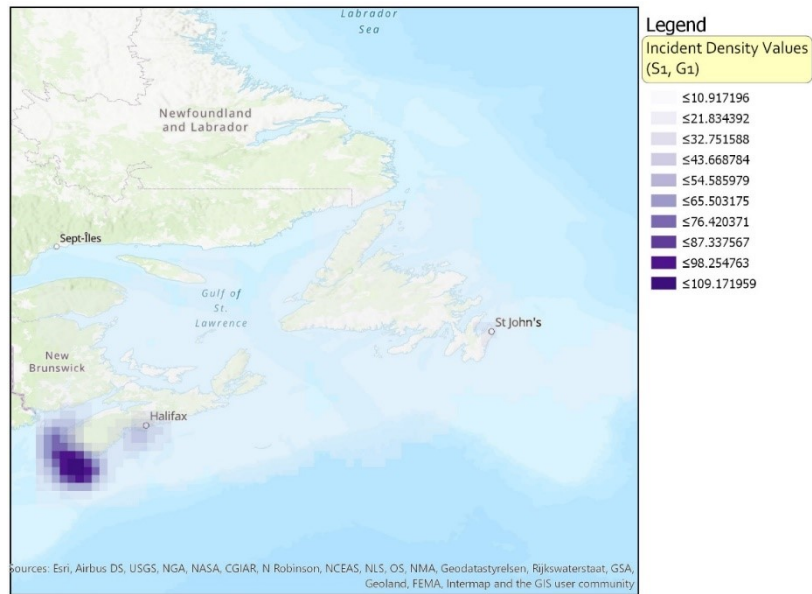 Labrador
Sea
Newfoundland
and Labrador
Sept-Îles
Gulf of
St.
Lawrence
St John's
New
Brunswick
Halifax
Sources: Esri, Airbus DS, USGS, NGA, NASA, CGIAR, N Robinson, NCEAS, NLS, OS, NMA, Geodatastyrelsen, Rijkswaterstaat, GSA,
Geoland, FEMA, Intermap and the GIS user community
Legend
Incident Density Values
(S1, G1)
≤10.917196
≤21.834392
≤32.751588
≤43.668784
≤54.585979
≤65.503175
≤76.420371
≤87.337567
≤98.254763
≤109.171959